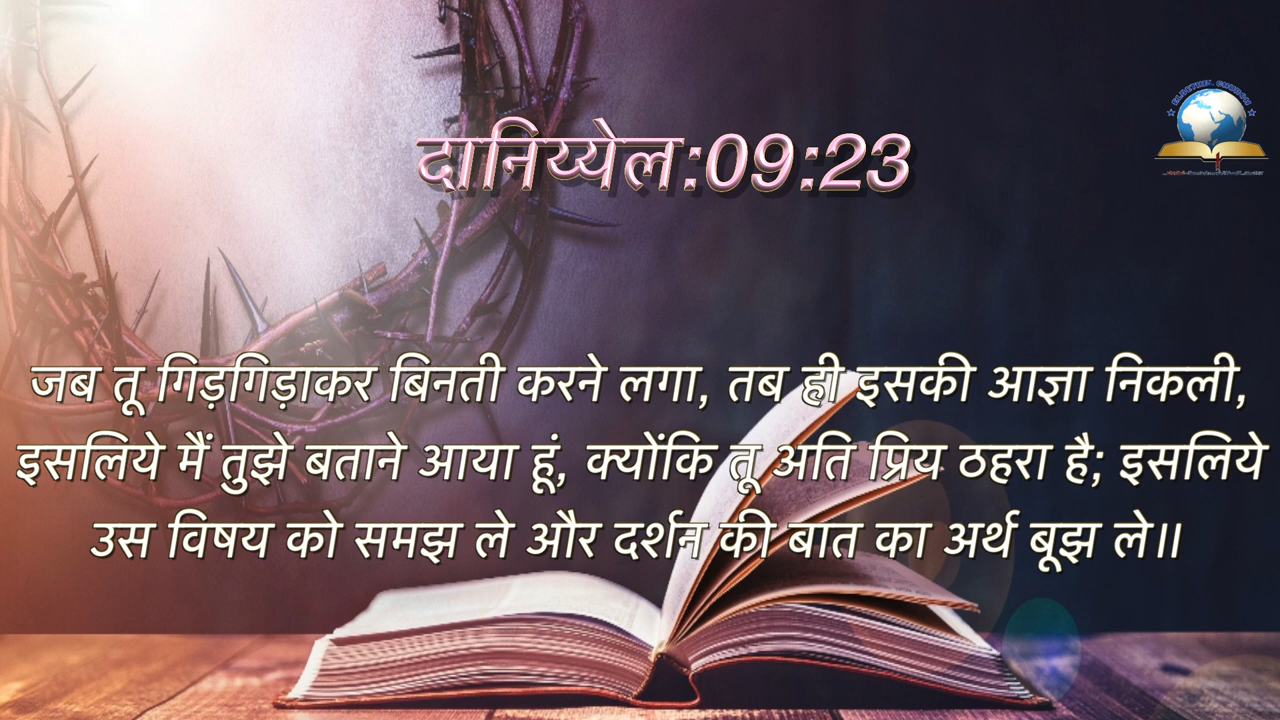 दानिय्येल:09:23
जब तू गिड़गिड़ाकर बिनती करने लगा, तब ही इसकी आज्ञा निकली,
इसलिये मैं तुझे बताने आया हूं, क्योंकि तू अति प्रिय ठहरा है; इसलिये
उस विषय को समझ ले और दर्शन की बात का अर्थ बूझ ले॥